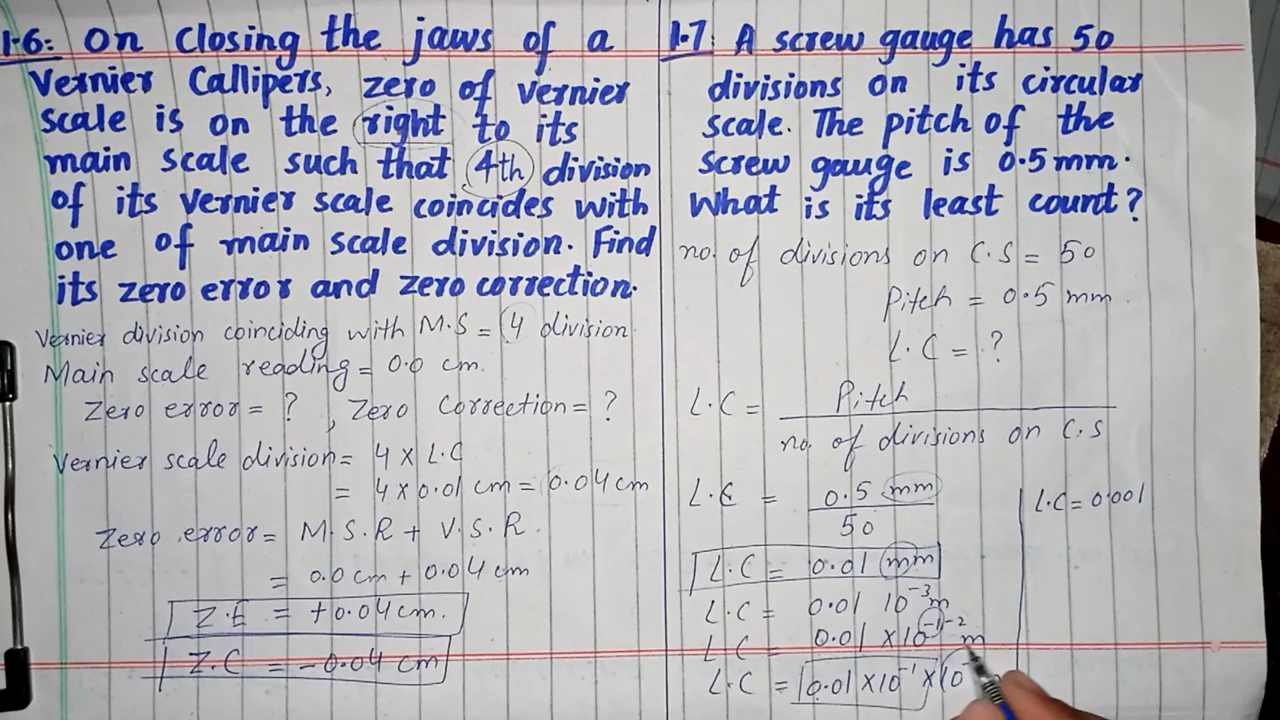 1.6: On closing the jaws of a
Vernier Callipers, zero of vernier
scale is on the right to its
main scale such that 4th division
of its vernier scale coincides with
one of main scale division. Find
its zero error and zero correction.
Vernier division coinciding with M.S = 4 division
Main scale reading = 0.0 cm.
Zero error = ? , Zero Correction = ?
Vernier scale division = 4 × L.C
= 4 × 0.01 cm = 0.04 cm
Zero error = M.S.R + V.S.R.
= 0.0 cm + 0.04 cm
Z.E = +0.04 cm.
Z.C = -0.04 cm
1.7 A screw gauge has 50
divisions on its circular
scale. The pitch of the
screw gauge is 0.5 mm.
What is its least count?
no. of divisions on C.S = 50
Pitch = 0.5 mm
L.C = ?
L.C = Pitch
no. of divisions on C.S
L.C = 0.5 mm
50
L.C = 0.01 mm
L.C = 0.01 10⁻³m
L C = 0.01 ×10⁻¹⁻² m
L.C = 0.01 ×10⁻¹ ×10
L.C = 0.001